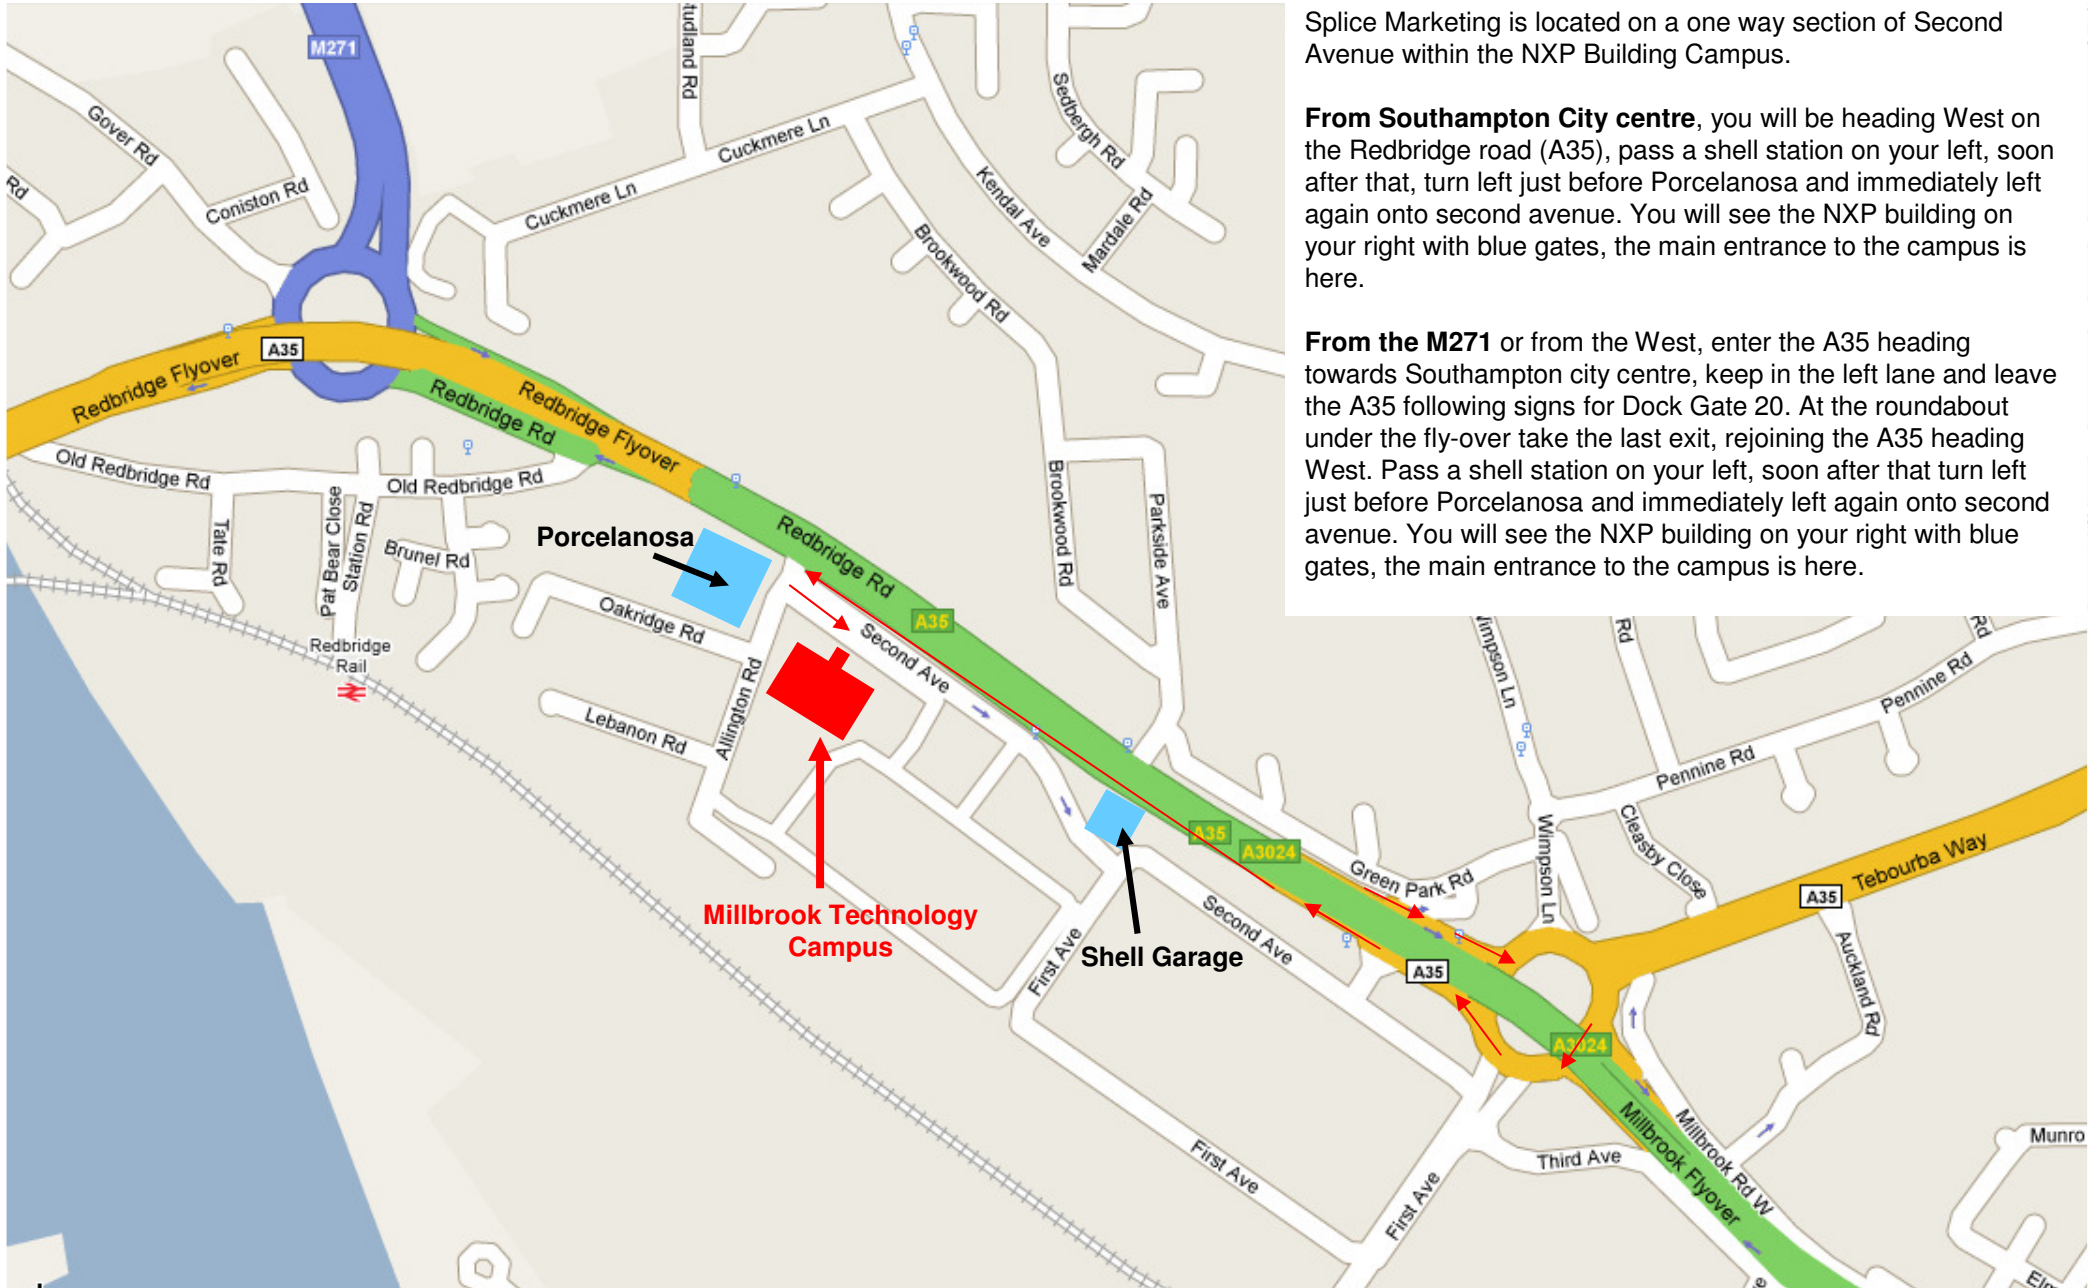 Splice Marketing is located on a one way section of Second
Avenue within the NXP Building Campus.
From Southampton City centre, you will be heading West on
the Redbridge road (A35), pass a shell station on your left, soon
after that, turn left just before Porcelanosa and immediately left
again onto second avenue. You will see the NXP building on
your right with blue gates, the main entrance to the campus is
here.
From the M271 or from the West, enter the A35 heading
towards Southampton city centre, keep in the left lane and leave
the A35 following signs for Dock Gate 20. At the roundabout
under the fly-over take the last exit, rejoining the A35 heading
West. Pass a shell station on your left, soon after that turn left
just before Porcelanosa and immediately left again onto second
avenue. You will see the NXP building on your right with blue
gates, the main entrance to the campus is here.
M271
tudland Rd
Gover Rd
Rd
Coniston Rd
Cuckmere Ln
Cuckmere Ln
Sedbergh Rd
Kendal Ave
Mardale Rd
Brookwood Rd
A35
Redbridge Flyover
Redbridge Flyover
Redbridge Rd
Old Redbridge Rd
Old Redbridge Rd
Tate Rd
Pat Bear Close
Station Rd
Brunel Rd
Porcelanosa
Redbridge Rd
Brookwood Rd
Parkside Ave
Oakridge Rd
A35
Second Ave
Redbridge
Rail
Allington Rd
Lebanon Rd
Wimpson Ln
Rd
Rd
Pennine Rd
Pennine Rd
A35
A3024
Green Park Rd
Wimpson Ln
Cleasby Close
Tebourba Way
A35
Millbrook Technology
Campus
Second Ave
First Ave
Shell Garage
A35
Auckland Rd
A3024
Millbrook Flyover
Millbrook Rd W
Third Ave
First Ave
First Ave
Munro